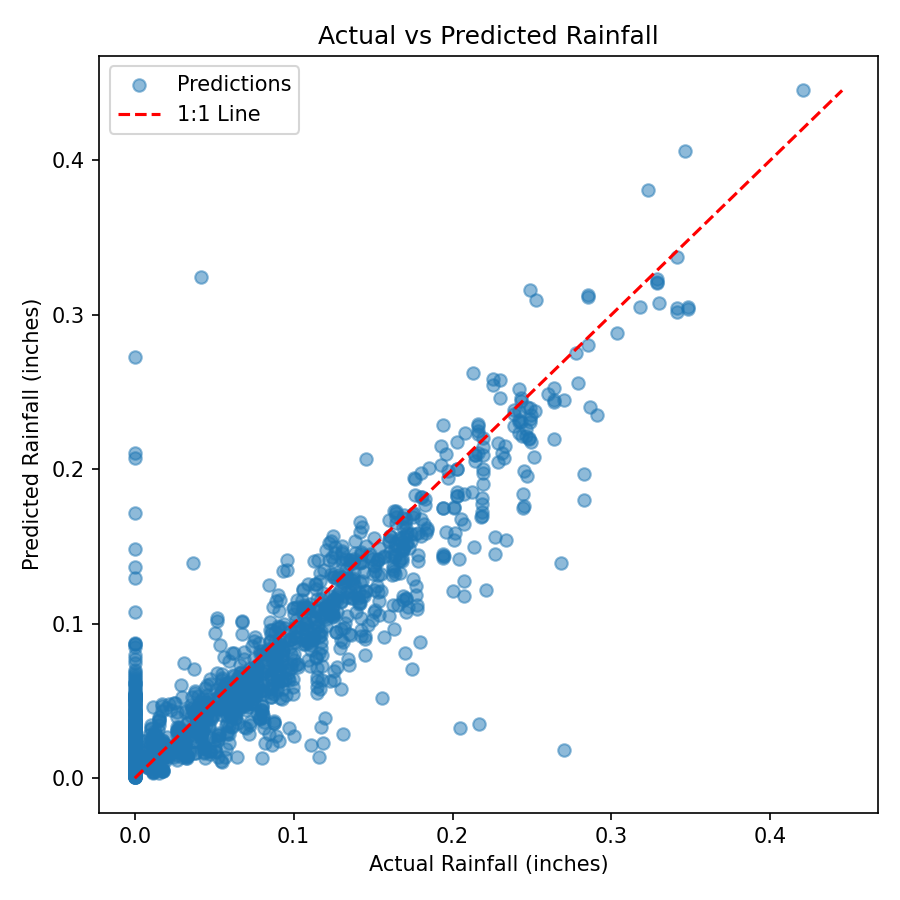 Actual vs Predicted Rainfall
Predictions
1:1 Line
Predicted Rainfall (inches)
0.4
0.3
0.2
0.1
0.0
0.0 0.1 0.2 0.3 0.4
Actual Rainfall (inches)